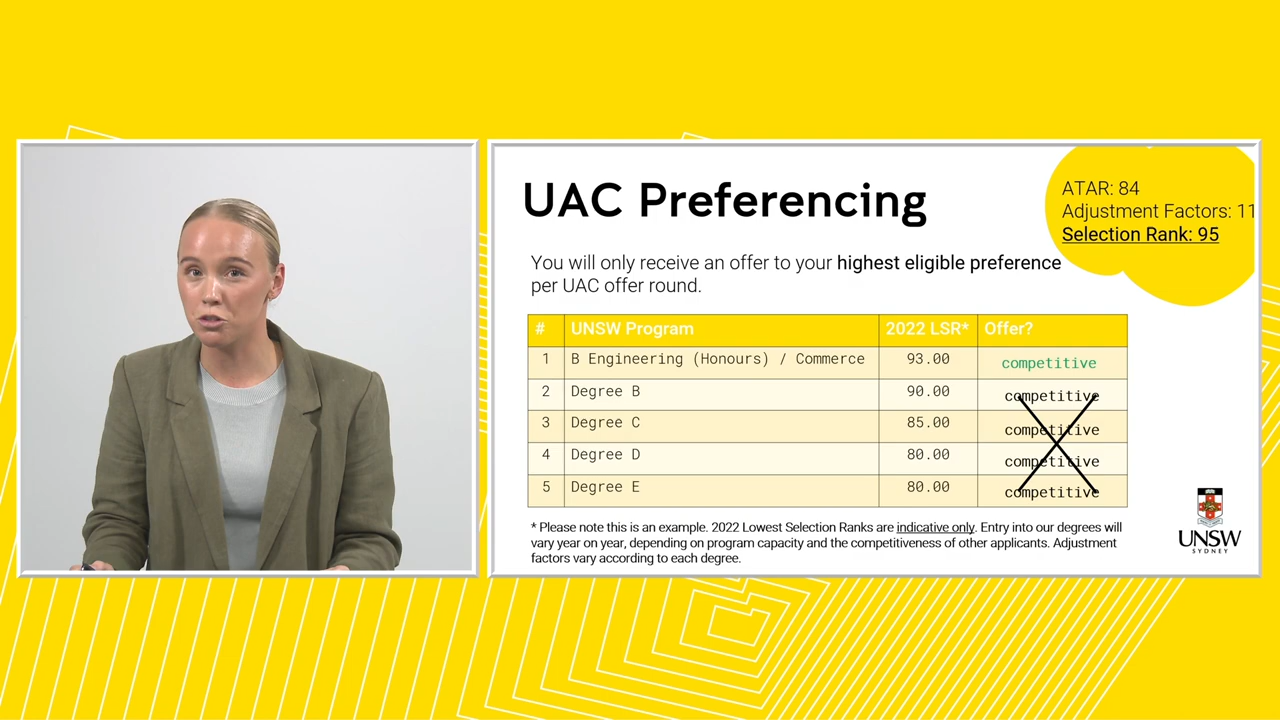 UAC Preferencing
ATAR: 84
Adjustment Factors: 11
Selection Rank: 95
You will only receive an offer to your highest eligible preference
per UAC offer round.
# UNSW Program 2022 LSR* Offer?
1 B Engineering (Honours) / Commerce 93.00 competitive
2 Degree B 90.00 competitive
3 Degree C 85.00 competitive
4 Degree D 80.00 competitive
5 Degree E 80.00 competitive
* Please note this is an example. 2022 Lowest Selection Ranks are indicative only. Entry into our degrees will
vary year on year, depending on program capacity and the competitiveness of other applicants. Adjustment
factors vary according to each degree.
UNSW
SYDNEY